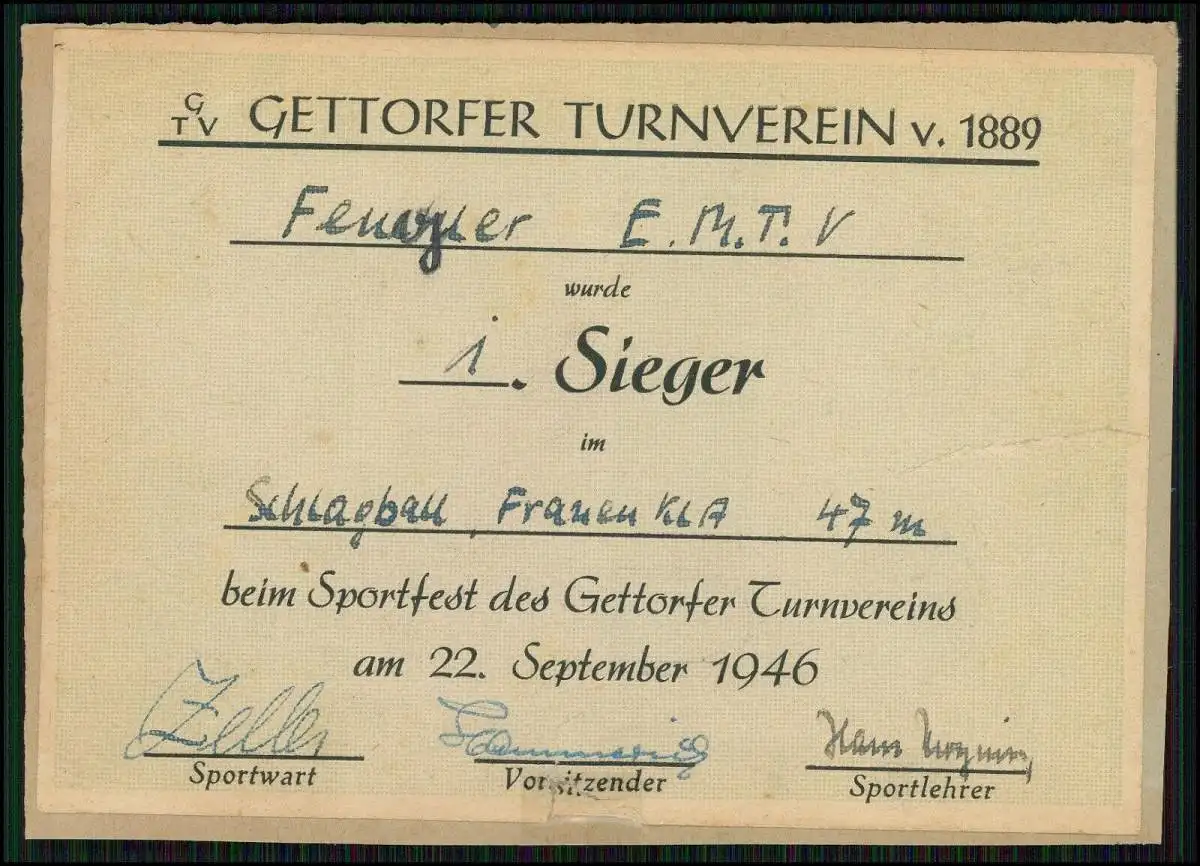 GTV GETTORFER TURNVEREIN v. 1889
E.M.T.V
wurde
1. Sieger
im
Schlagball, Frauen Kl A 47 m
beim Sportfest des Gettorfer Turnvereins
am 22. September 1946
Zeller
Sportwart Vorsitzender Sportlehrer